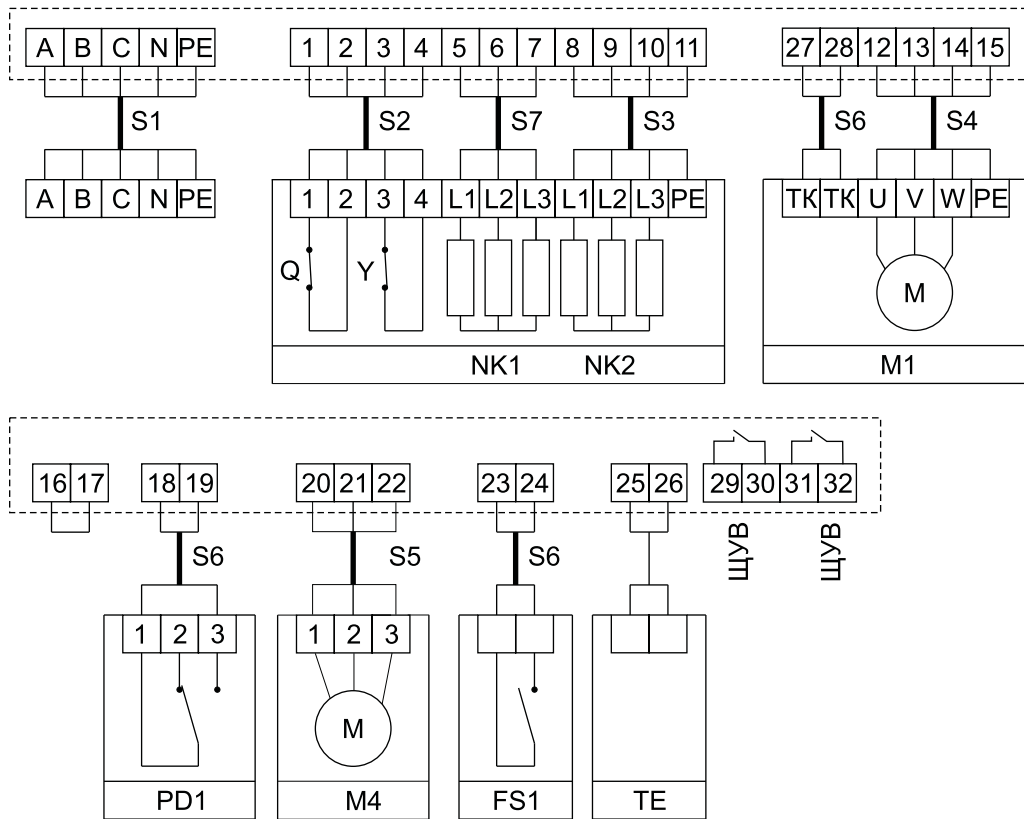 A B C N PE 1 2 3 4 5 6 7 8 9 10 11 27 28 12 13 14 15
S1 S2 S7 S3 S6 S4
A B C N PE 1 2 3 4 L1 L2 L3 L1 L2 L3 PE ТК ТК U V W PE
Q Y M
NK1 NK2 M1
16 17 18 19 20 21 22 23 24 25 26 29 30 31 32
S6 S5 S6 ЩУВ ЩУВ
1 2 3 1 2 3
M
PD1 M4 FS1 TE